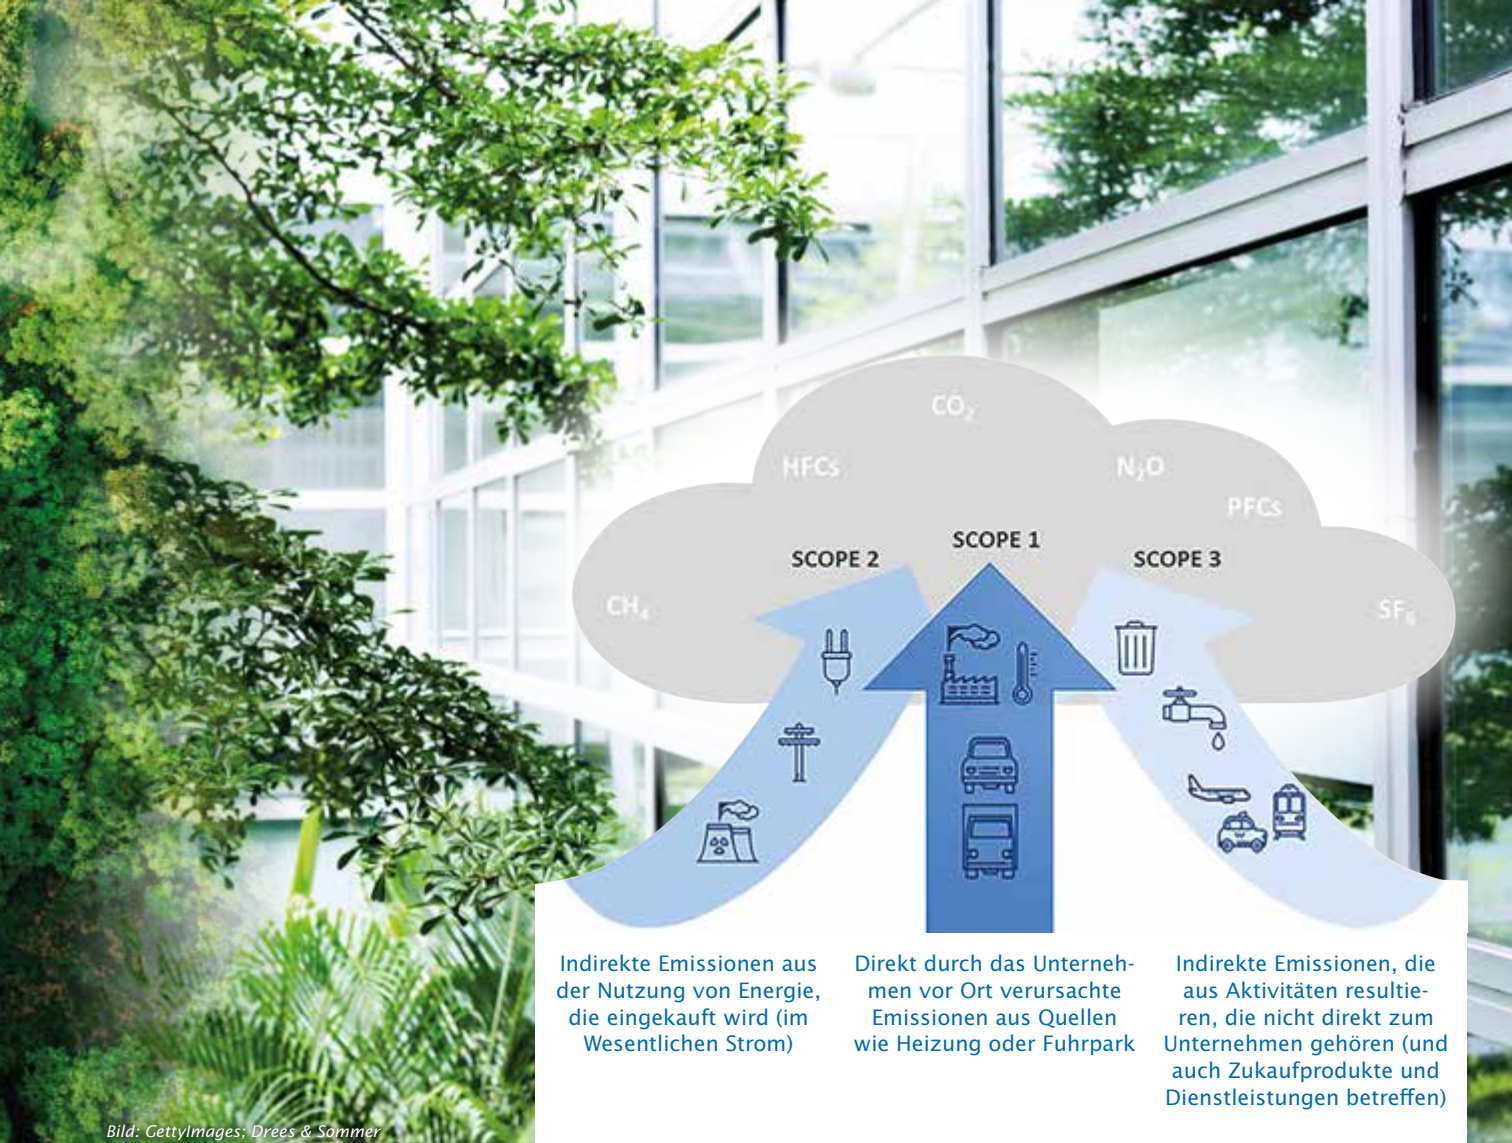 CO₂
HFCs
N₂O
PFCs
SCOPE 1
SCOPE 2
SCOPE 3
CH₄
SF₆
Indirekte Emissionen aus
der Nutzung von Energie,
die eingekauft wird (im
Wesentlichen Strom)
Direkt durch das Unterneh-
men vor Ort verursachte
Emissionen aus Quellen
wie Heizung oder Fuhrpark
Indirekte Emissionen, die
aus Aktivitäten resultie-
ren, die nicht direkt zum
Unternehmen gehören (und
auch Zukaufprodukte und
Dienstleistungen betreffen)
Bild: GettyImages; Drees & Sommer